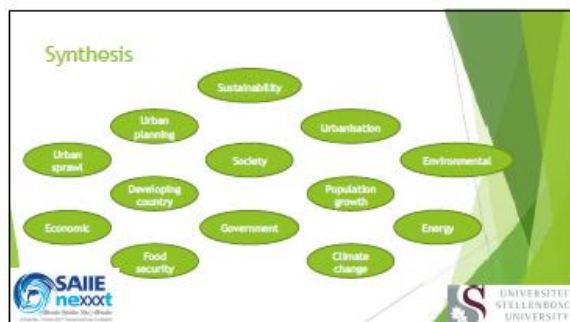 Synthesis
Sustainability
Urban
planning
Urbanisation
Urban
sprawl
Society
Environmental
Developing
country
Population
growth
Economic
Government
Energy
Food
security
Climate
change
SAIIE
nexxxt
UNIVERSITEIT
STELLENBOSCH
UNIVERSITY